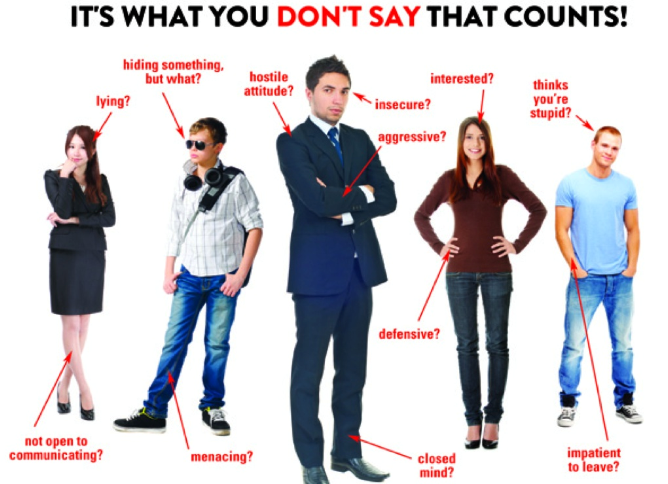 IT'S WHAT YOU DON'T SAY THAT COUNTS!
hiding something,
but what?
lying?
hostile
attitude?
insecure?
aggressive?
interested?
thinks
you're
stupid?
defensive?
not open to
communicating?
menacing?
closed
mind?
impatient
to leave?